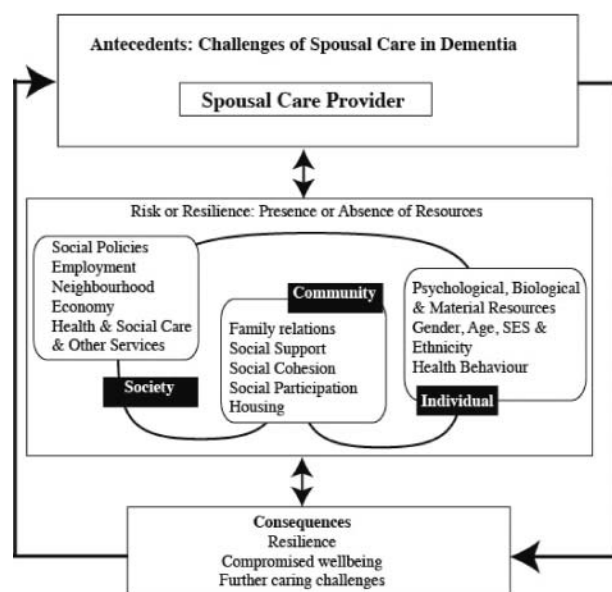 Antecedents: Challenges of Spousal Care in Dementia
Spousal Care Provider
Risk or Resilience: Presence or Absence of Resources
Social Policies
Employment
Neighbourhood
Economy
Health & Social Care
& Other Services
Society
Community
Family relations
Social Support
Social Cohesion
Social Participation
Housing
Psychological, Biological
& Material Resources
Gender, Age, SES &
Ethnicity
Health Behaviour
Individual
Consequences
Resilience
Compromised wellbeing
Further caring challenges